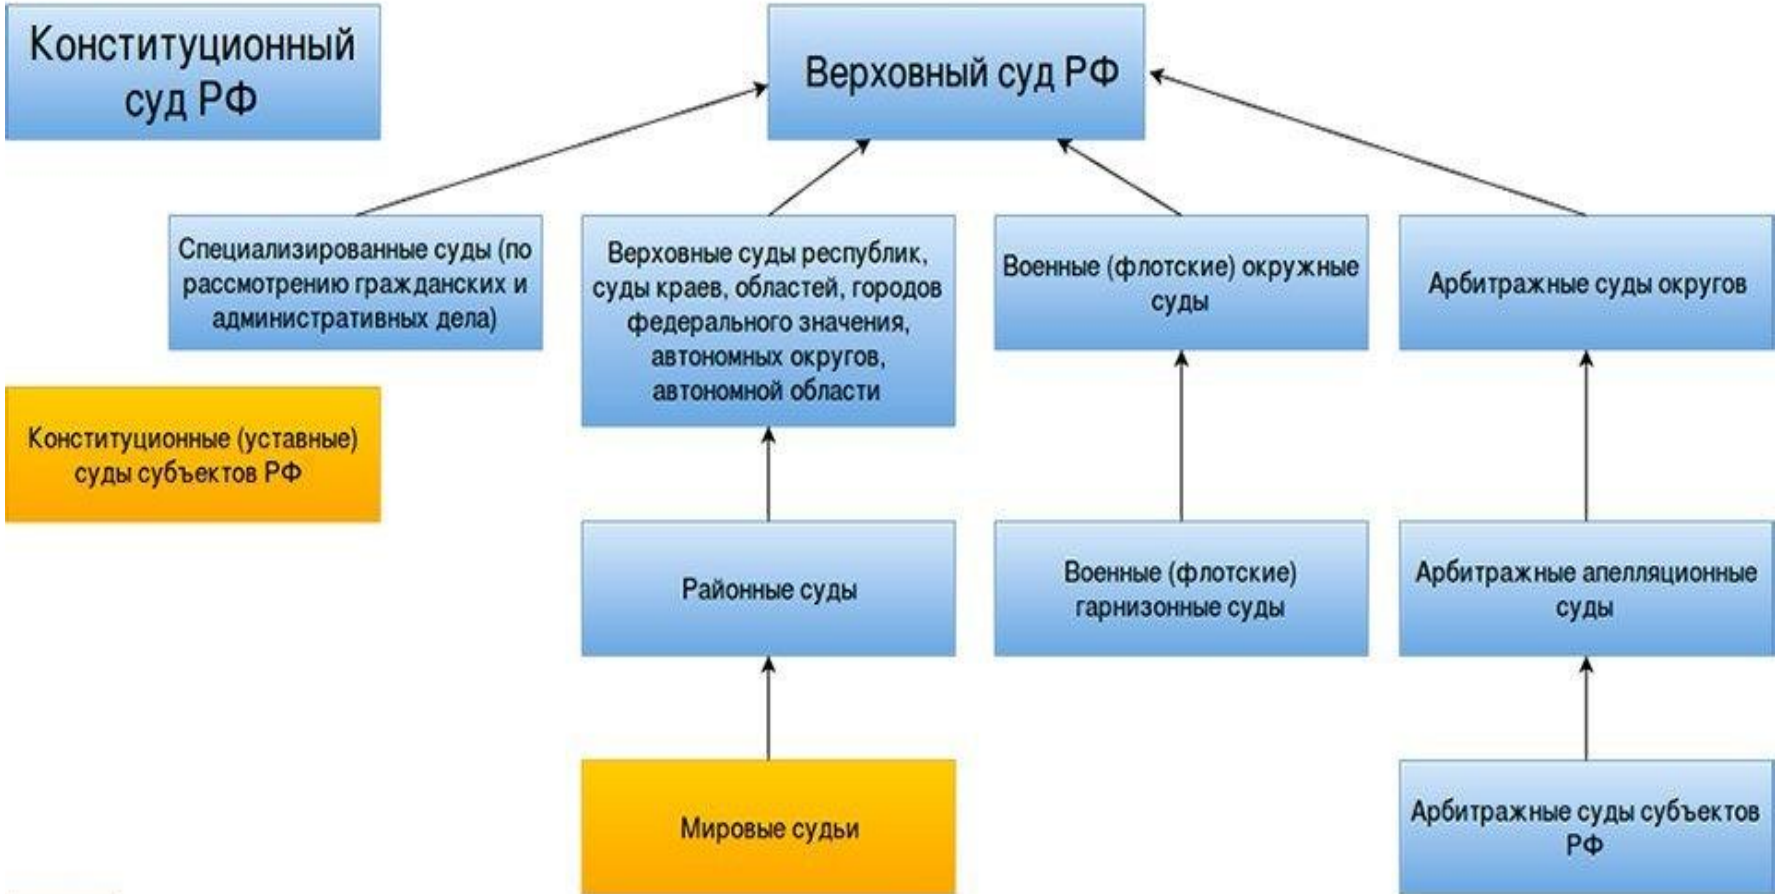 Конституционный
суд РФ
Верховный суд РФ
Специализированные суды (по
рассмотрению гражданских и
административных дела)
Верховные суды республик,
суды краев, областей, городов
федерального значения,
автономных округов,
автономной области
Военные (флотские) окружные
суды
Арбитражные суды округов
Конституционные (уставные)
суды субъектов РФ
Районные суды
Военные (флотские)
гарнизонные суды
Арбитражные апелляционные
суды
Мировые судьи
Арбитражные суды субъектов
РФ